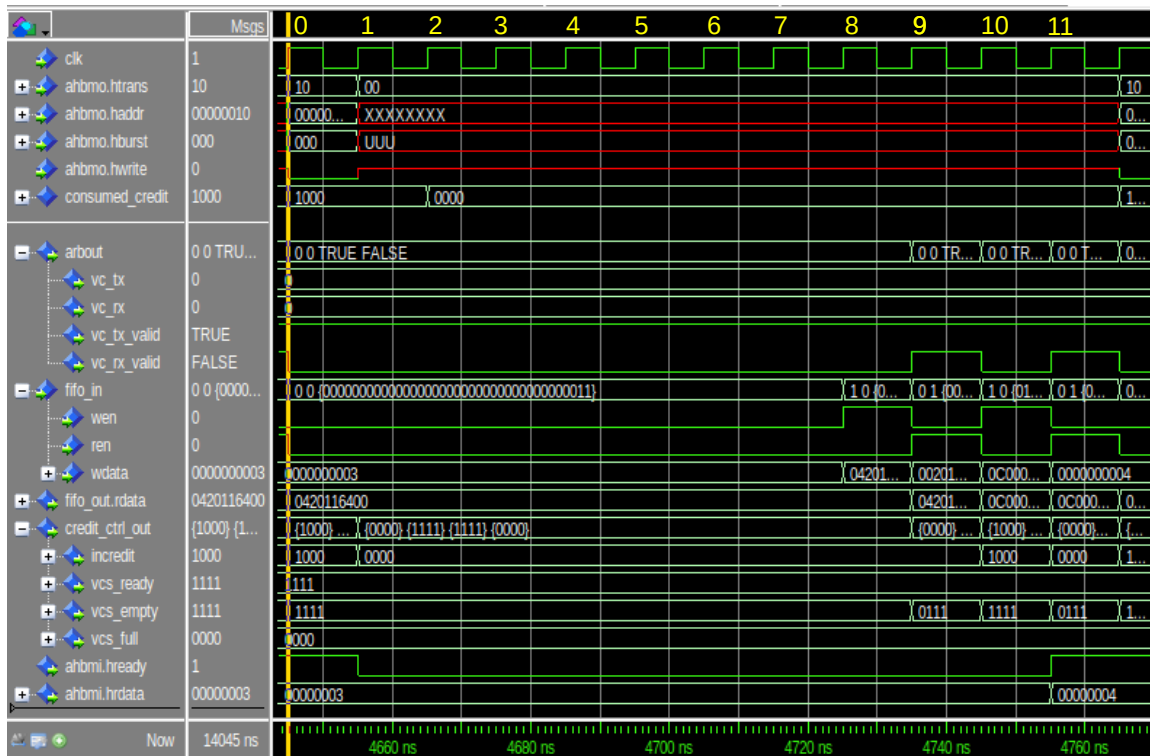 Msgs 0 1 2 3 4 5 6 7 8 9 10 11
clk 1
ahbmo.htrans 10 10 00 10
ahbmo.haddr 00000010 00000... XXXXXXXX 0...
ahbmo.hburst 000 000 UUU 0...
ahbmo.hwrite 0
consumed_credit 1000 1000 0000 1...
arbout 0 0 TRU... 0 0 TRUE FALSE 0 0 TR... 0 0 TR... 0 0 T... 0...
vc_tx 0
vc_rx 0
vc_tx_valid TRUE
vc_rx_valid FALSE
fifo_in 0 0 {0000... 1 0 {0... 0 1 {00... 1 0 {01... 0 1 {0... 0...
wen 0
ren 0
wdata 0000000003 0000000003 04201... 00201... 0C000... 0000000004
fifo_out.rdata 0420116400 0420116400 04201... 0C000... 0C000... 0...
credit_ctrl_out {1000} {1... {1000} ... {0000} {1111} {1111} {0000} {0000} ... {1000} ... {0000}... {...
incredit 1000 1000 0000 1000 0000 1...
vcs_ready 1111 1111
vcs_empty 1111 1111 0111 1111 0111 1...
vcs_full 0000 0000
ahbmi.hready 1
ahbmi.hrdata 00000003 00000003 00000004
Now 14045 ns 4660 ns 4680 ns 4700 ns 4720 ns 4740 ns 4760 ns